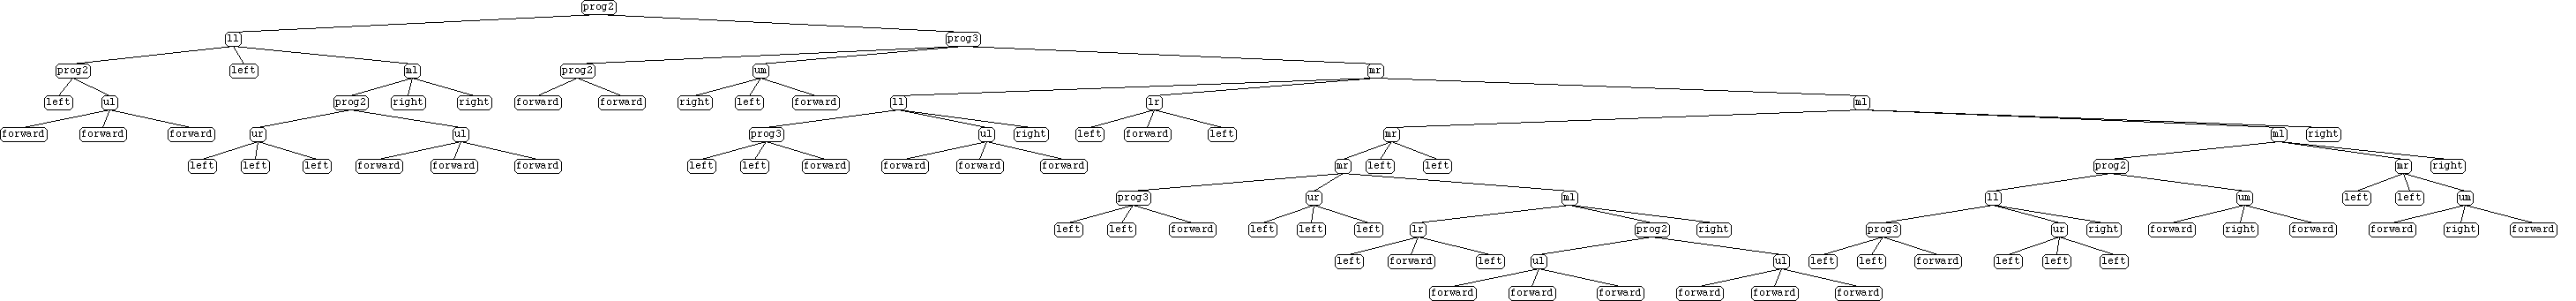 prog2
ll prog3
prog2 left ml prog2 um mr
left ul prog2 right right forward forward right left forward ll lr ml
forward forward forward ur ul prog3 ul right left forward left mr ml right
left left left forward forward forward left left forward forward forward forward mr left left prog2 mr right
prog3 ur ml ll um left left um
left left forward left left left lr prog2 right prog3 ur right forward right forward forward right forward
left forward left ul ul left left forward left left left
forward forward forward forward forward forward